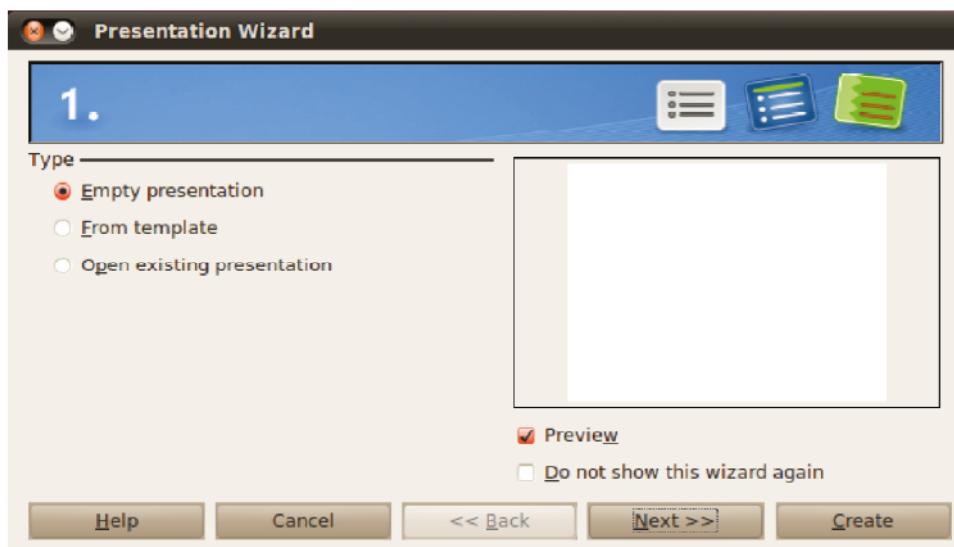 Presentation Wizard
1.
Type
Empty presentation
From template
Open existing presentation
Preview
Do not show this wizard again
Help Cancel << Back Next >> Create